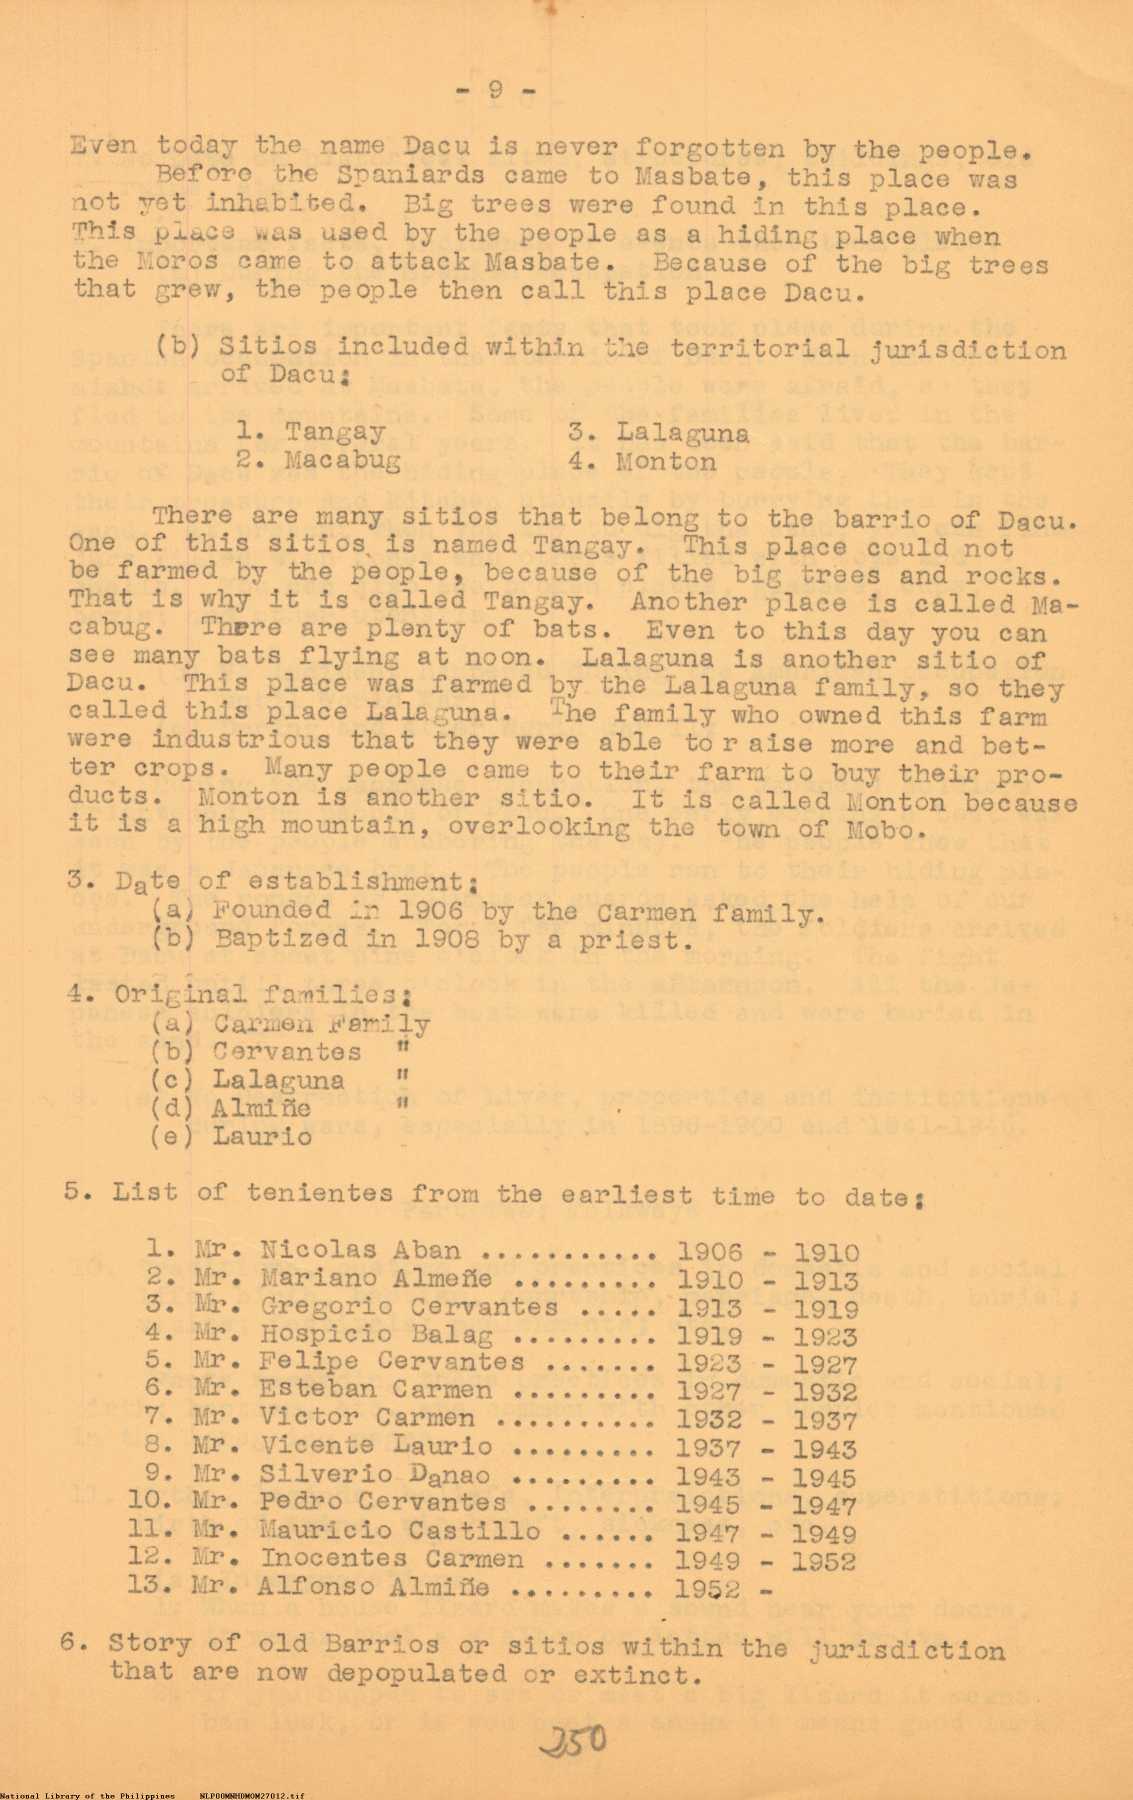 - 9 -
Even today the name Dacu is never forgotten by the people.
Before the Spaniards came to Masbate, this place was
not yet inhabited. Big trees were found in this place.
This place was used by the people as a hiding place when
the Moros came to attack Masbate. Because of the big trees
that grew, the people then call this place Dacu.
(b) Sitios included within the territorial jurisdiction
of Dacu:
1. Tangay 3. Lalaguna
2. Macabug 4. Monton
There are many sitios that belong to the barrio of Dacu.
One of this sitios is named Tangay. This place could not
be farmed by the people, because of the big trees and rocks.
That is why it is called Tangay. Another place is called Ma-
cabug. There are plenty of bats. Even to this day you can
see many bats flying at noon. Lalaguna is another sitio of
Dacu. This place was farmed by the Lalaguna family, so they
called this place Lalaguna. The family who owned this farm
were industrious that they were able to r aise more and bet-
ter crops. Many people came to their farm to buy their pro-
ducts. Monton is another sitio. It is called Monton because
it is a high mountain, overlooking the town of Mobo.
3. Date of establishment:
(a) Founded in 1906 by the Carmen family.
(b) Baptized in 1908 by a priest.
4. Original families:
(a) Carmen Family
(b) Cervantes "
(c) Lalaguna "
(d) Almiñe "
(e) Laurio
5. List of tenientes from the earliest time to date:
1. Mr. Nicolas Aban ........... 1906 - 1910
2. Mr. Mariano Almeñe ......... 1910 - 1913
3. Mr. Gregorio Cervantes ..... 1913 - 1919
4. Mr. Hospicio Balag ......... 1919 - 1923
5. Mr. Felipe Cervantes ....... 1923 - 1927
6. Mr. Esteban Carmen ......... 1927 - 1932
7. Mr. Victor Carmen .......... 1932 - 1937
8. Mr. Vicente Laurio ......... 1937 - 1943
9. Mr. Silverio Danao ......... 1943 - 1945
10. Mr. Pedro Cervantes ........ 1945 - 1947
11. Mr. Mauricio Castillo ...... 1947 - 1949
12. Mr. Inocentes Carmen ....... 1949 - 1952
13. Mr. Alfonso Almiñe ......... 1952 -
6. Story of old Barrios or sitios within the jurisdiction
that are now depopulated or extinct.
250
National Library of the Philippines NLPOOMNHDMOM27012.tif